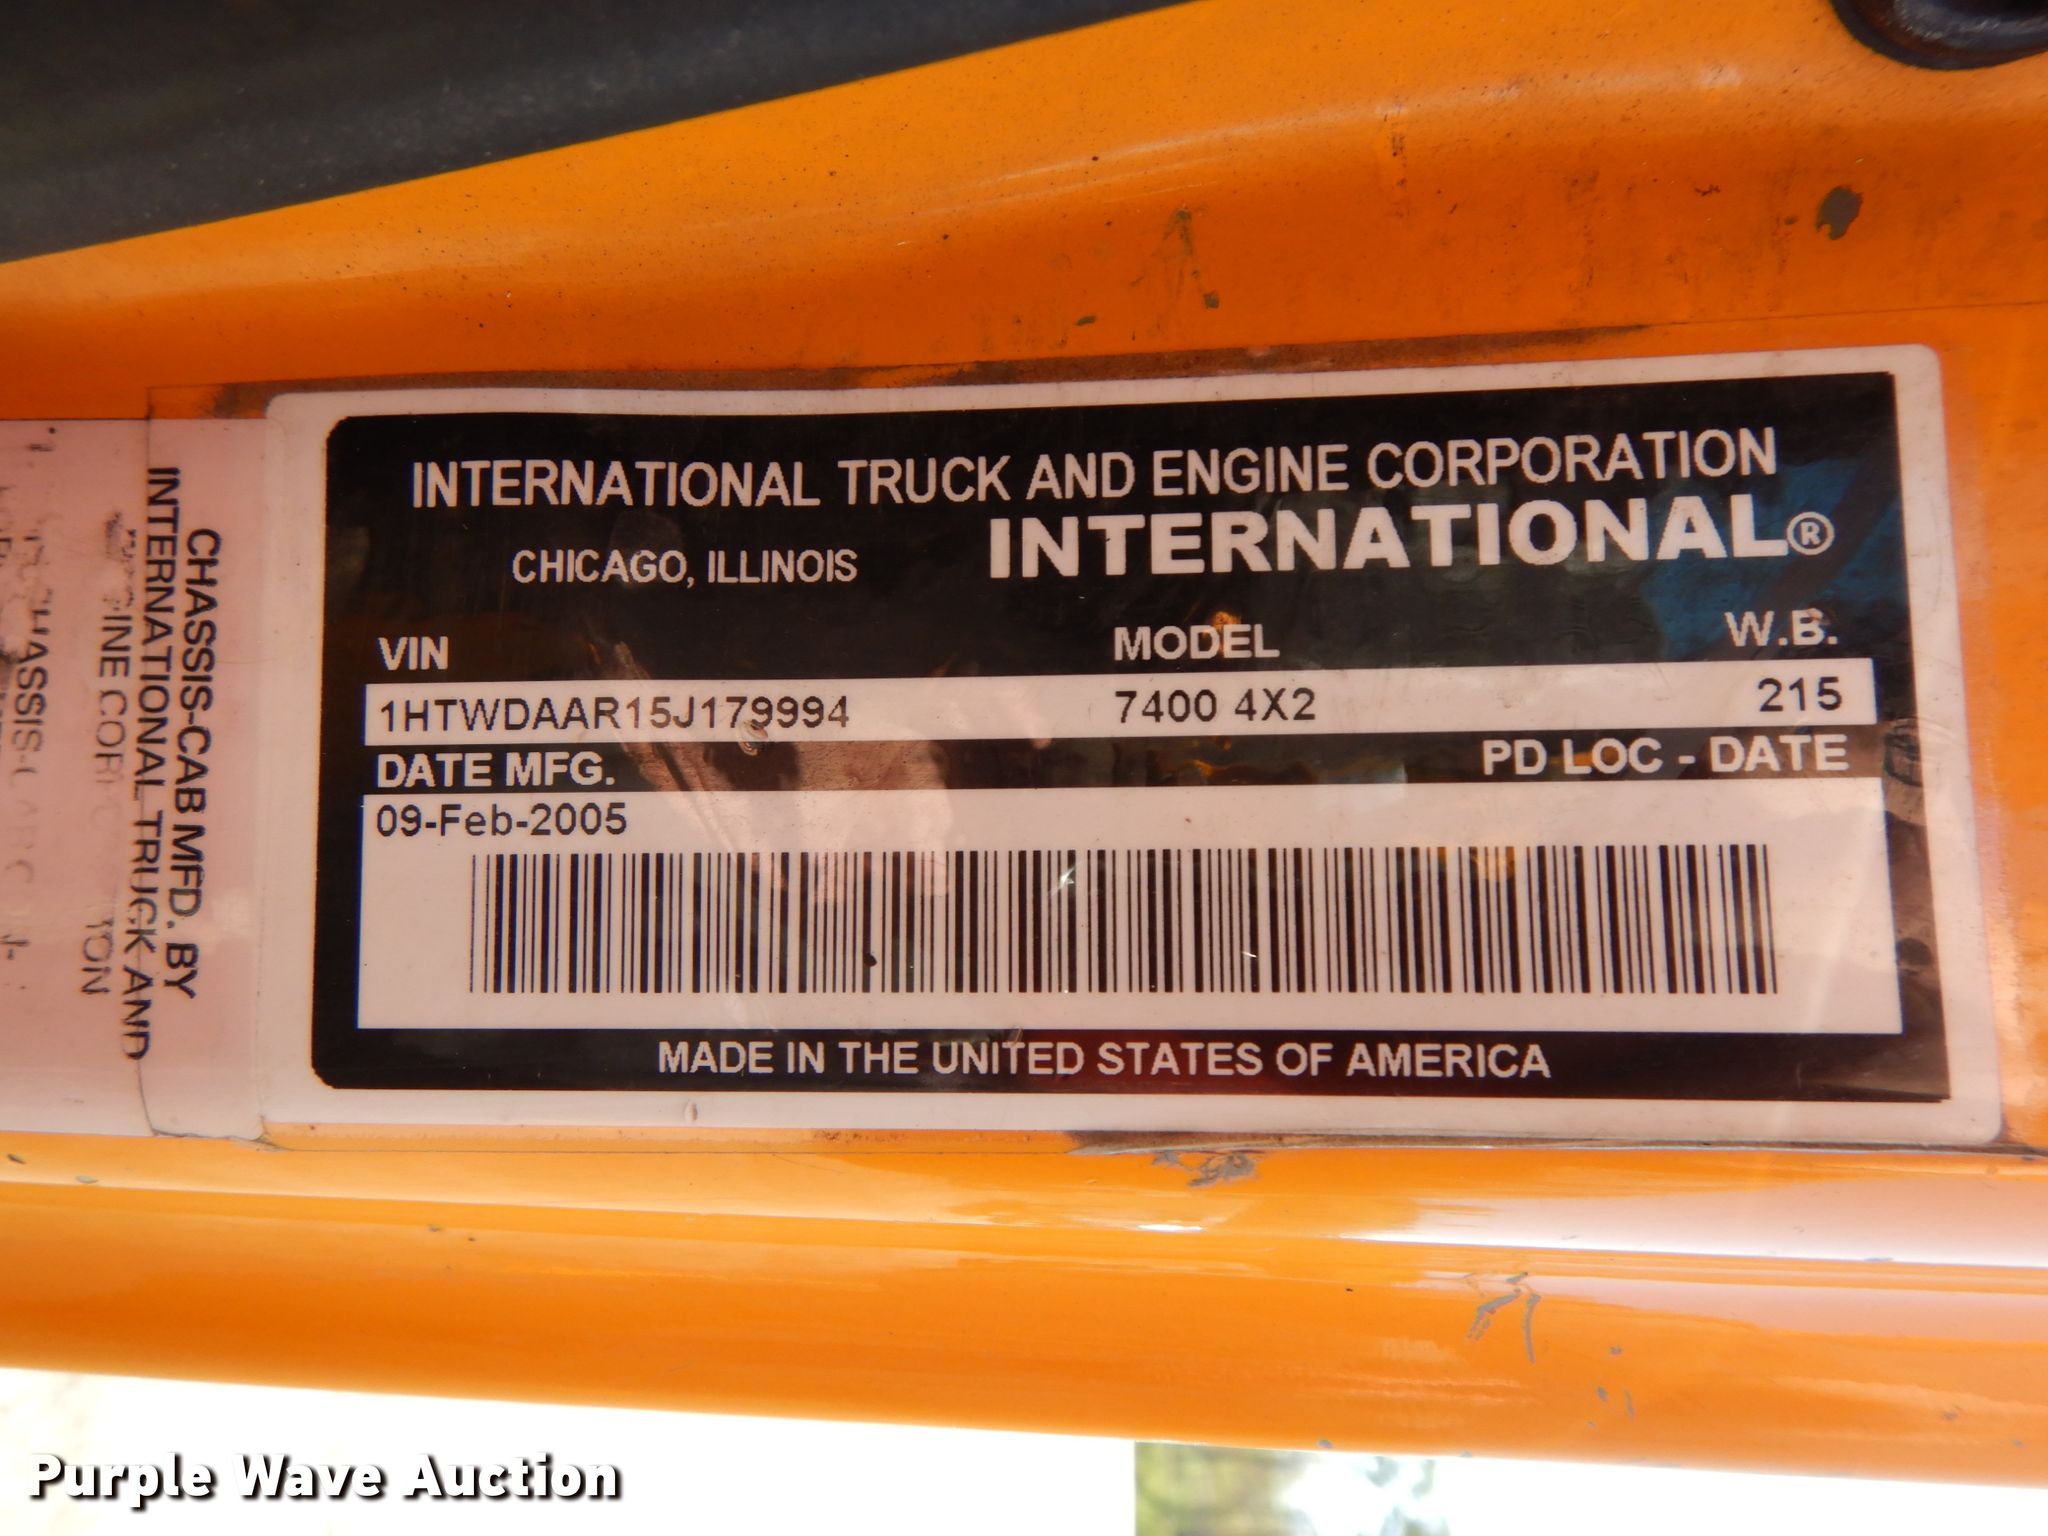 INTERNATIONAL TRUCK AND ENGINE CORPORATION
CHICAGO, ILLINOIS INTERNATIONAL®
VIN MODEL W.B.
1HTWDAAR15J179994 7400 4X2 215
DATE MFG. PD LOC - DATE
09-Feb-2005
MADE IN THE UNITED STATES OF AMERICA
CHASSIS-CAB MFD. BY
INTERNATIONAL TRUCK AND
Purple Wave Auction